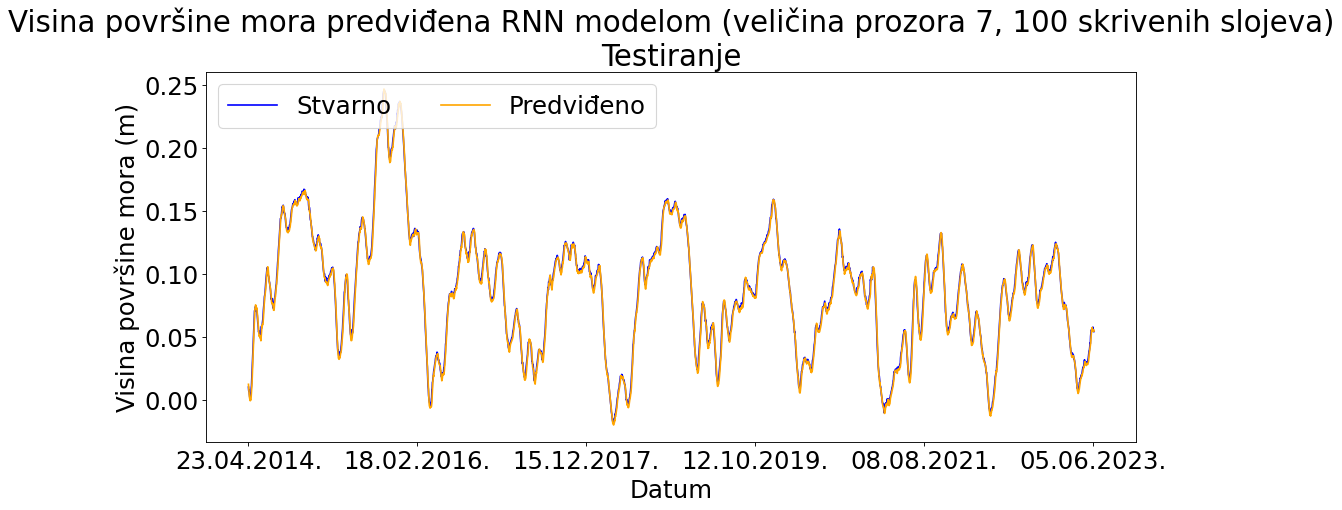 Visina površine mora predviđena RNN modelom (veličina prozora 7, 100 skrivenih slojeva)
Testiranje
Stvarno
Predviđeno
Visina površine mora (m)
0.25
0.20
0.15
0.10
0.05
0.00
23.04.2014.
18.02.2016.
15.12.2017.
12.10.2019.
08.08.2021.
05.06.2023.
Datum